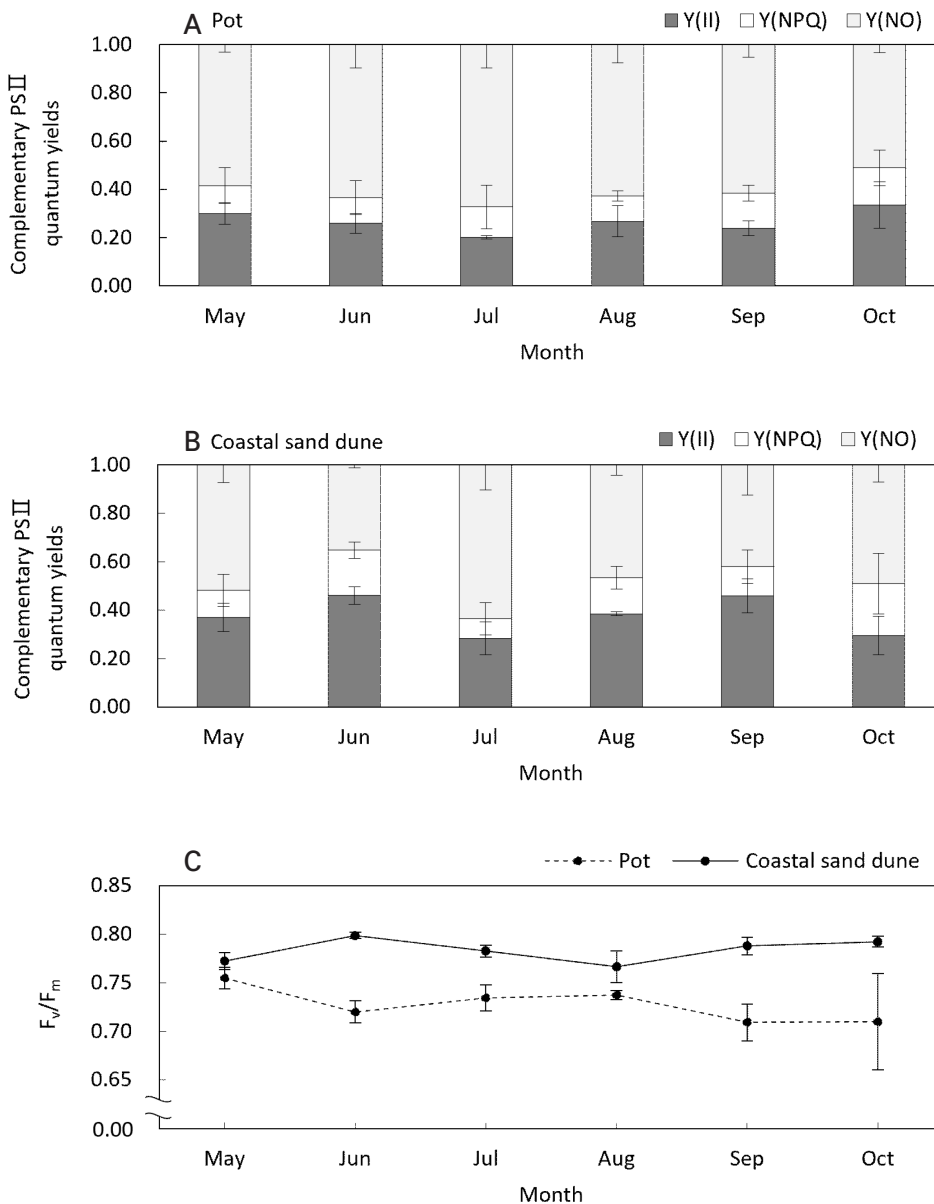 A Pot
Y(II) Y(NPQ) Y(NO)
Complementary PSⅡ
quantum yields
1.00
0.80
0.60
0.40
0.20
0.00
May Jun Jul Aug Sep Oct
Month
B Coastal sand dune
Y(II) Y(NPQ) Y(NO)
Complementary PSⅡ
quantum yields
1.00
0.80
0.60
0.40
0.20
0.00
May Jun Jul Aug Sep Oct
Month
C
Pot Coastal sand dune
Fv/Fm
0.85
0.80
0.75
0.70
0.65
0.00
May Jun Jul Aug Sep Oct
Month